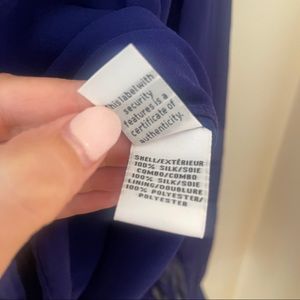 This label with
security
features is a
certificate of
authenticity.
SHELL/EXTÉRIEUR
100% SILK/SOIE
COMBO/COMBO
100% SILK/SOIE
LINING/DOUBLURE
100% POLYESTER/
POLYESTER